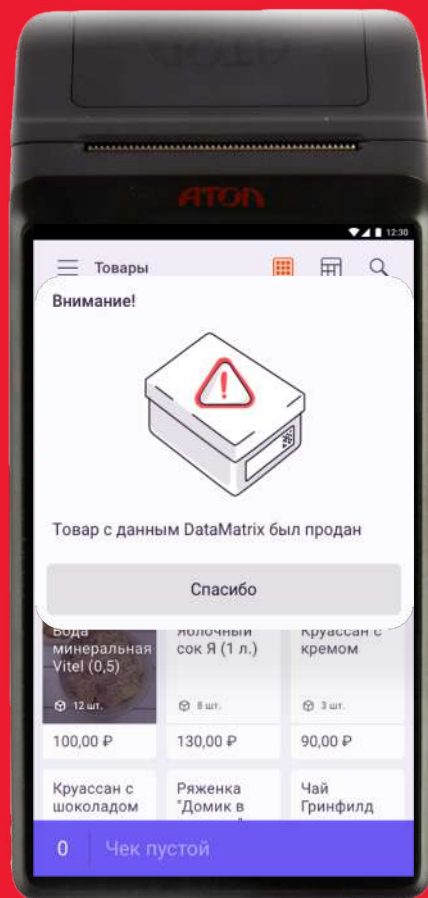 АТОЛ
12:30
Товары
Внимание!
Товар с данным DataMatrix был продан
Спасибо
Вода
минеральная
Vitel (0,5)
12 шт.
100,00 ₽
Яблочный
сок Я (1 л.)
8 шт.
130,00 ₽
Круассан с
кремом
3 шт.
90,00 ₽
Круассан с
шоколадом
Ряженка
"Домик в
Чай
Гринфилд
0
Чек пустой